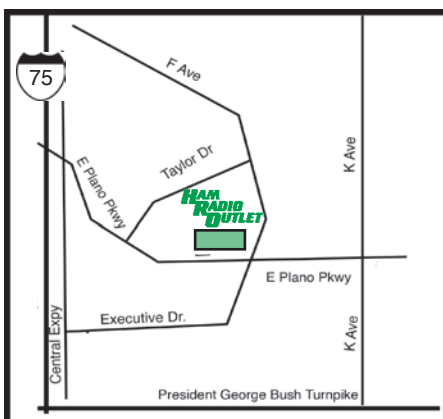 75
F Ave
K Ave
Taylor Dr
E Plano Pkwy
HAM
RADIO
OUTLET
E Plano Pkwy
Executive Dr.
Central Expy
K Ave
President George Bush Turnpike